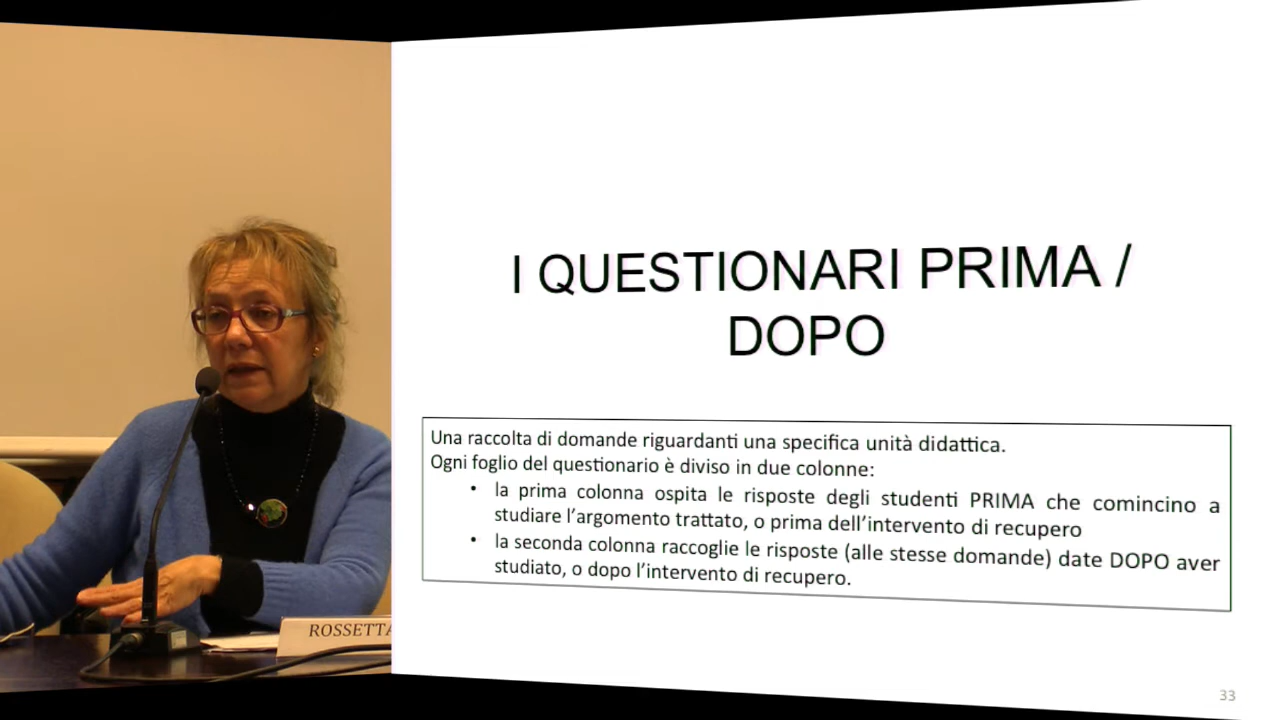 I QUESTIONARI PRIMA /
DOPO
Una raccolta di domande riguardanti una specifica unità didattica.
Ogni foglio del questionario è diviso in due colonne:
• la prima colonna ospita le risposte degli studenti PRIMA che comincino a
studiare l’argomento trattato, o prima dell’intervento di recupero
• la seconda colonna raccoglie le risposte (alle stesse domande) date DOPO aver
studiato, o dopo l’intervento di recupero.
ROSSETTA
33